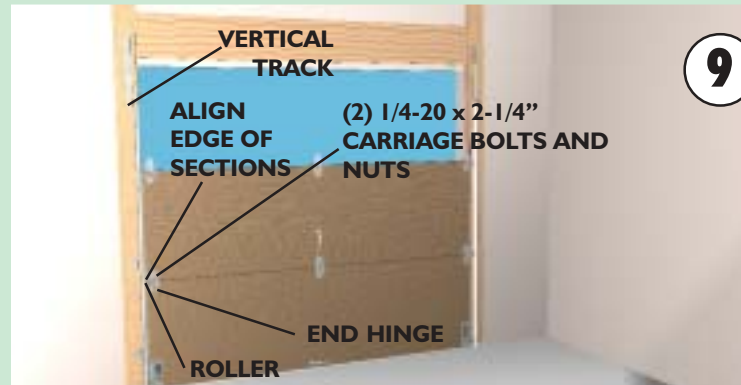 VERTICAL
TRACK
9
ALIGN
EDGE OF
SECTIONS
(2) 1/4-20 x 2-1/4”
CARRIAGE BOLTS AND
NUTS
END HINGE
ROLLER